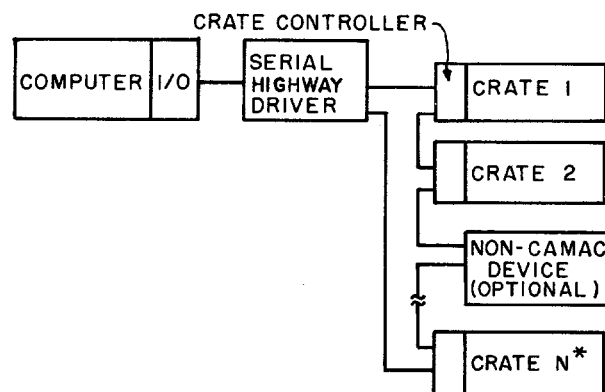 CRATE CONTROLLER
COMPUTER
I/O
SERIAL
HIGHWAY
DRIVER
CRATE 1
CRATE 2
NON-CAMAC
DEVICE
(OPTIONAL)
CRATE N*